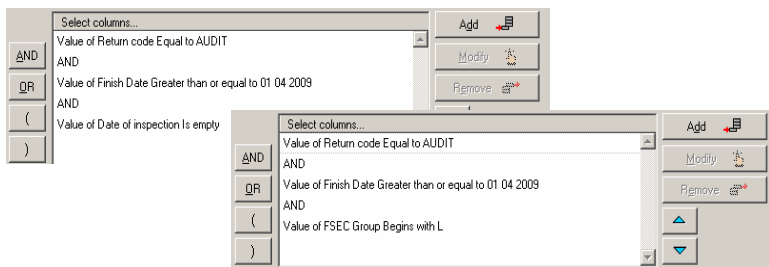 Select columns...
Value of Return code Equal to AUDIT
AND
Value of Finish Date Greater than or equal to 01 04 2009
AND
Value of Date of inspection Is empty
AND
OR
(
)
Add
Modify
Remove
Select columns...
Value of Return code Equal to AUDIT
AND
Value of Finish Date Greater than or equal to 01 04 2009
AND
Value of FSEC Group Begins with L
AND
OR
(
)
Add
Modify
Remove